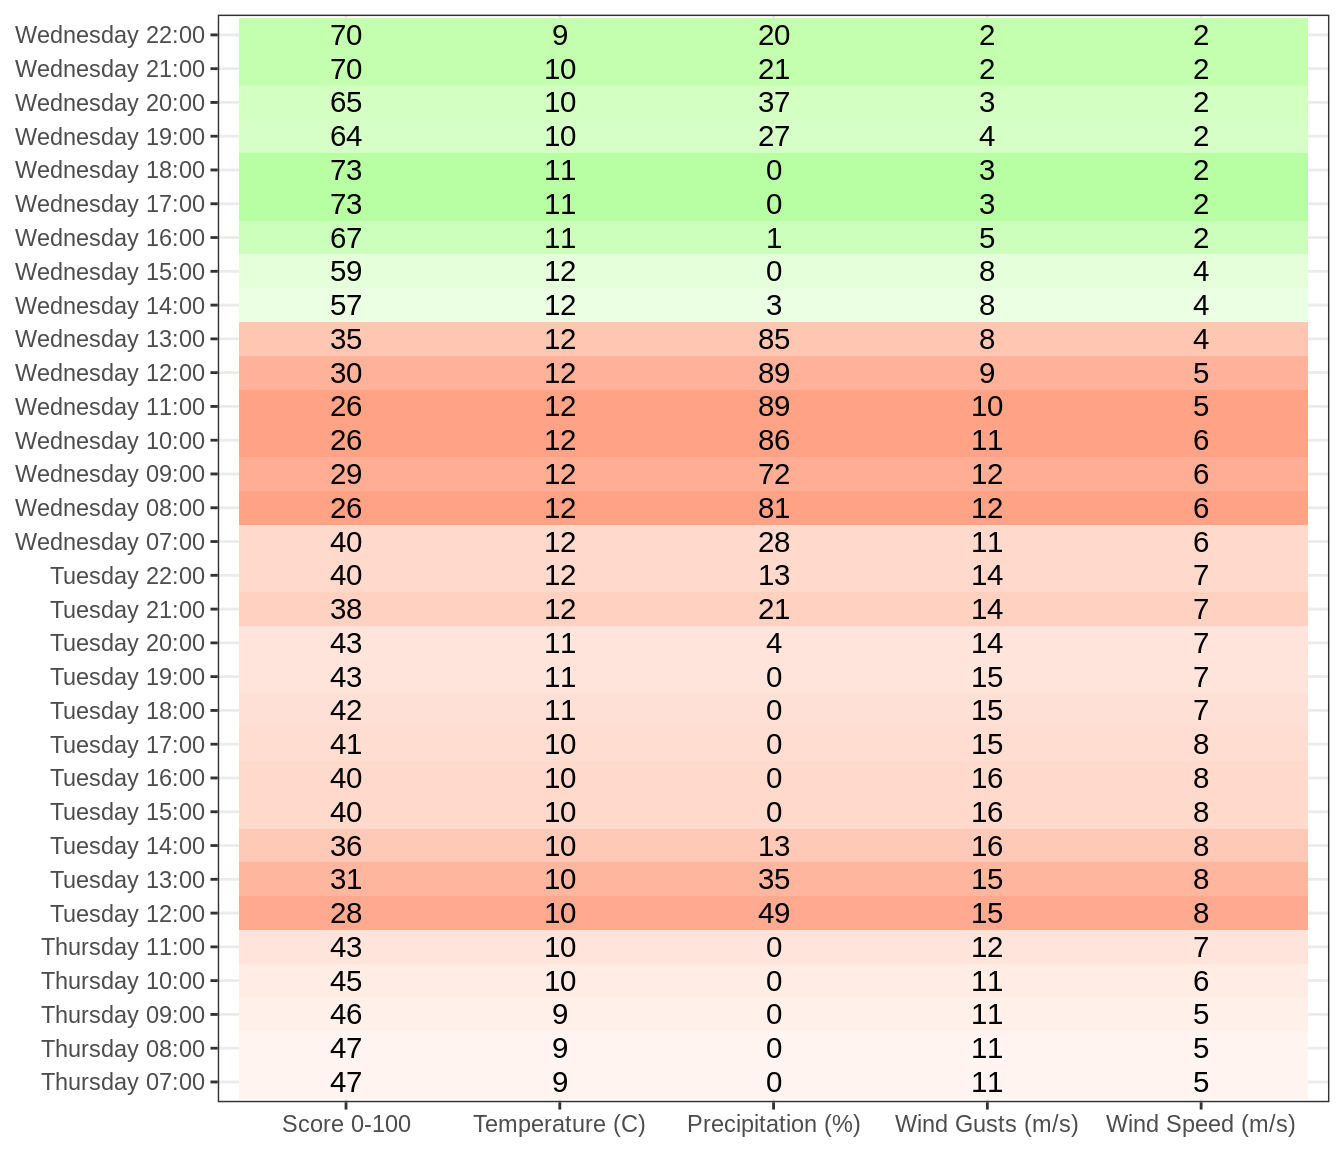 Wednesday 22:00 70 9 20 2 2
Wednesday 21:00 70 10 21 2 2
Wednesday 20:00 65 10 37 3 2
Wednesday 19:00 64 10 27 4 2
Wednesday 18:00 73 11 0 3 2
Wednesday 17:00 73 11 0 3 2
Wednesday 16:00 67 11 1 5 2
Wednesday 15:00 59 12 0 8 4
Wednesday 14:00 57 12 3 8 4
Wednesday 13:00 35 12 85 8 4
Wednesday 12:00 30 12 89 9 5
Wednesday 11:00 26 12 89 10 5
Wednesday 10:00 26 12 86 11 6
Wednesday 09:00 29 12 72 12 6
Wednesday 08:00 26 12 81 12 6
Wednesday 07:00 40 12 28 11 6
Tuesday 22:00 40 12 13 14 7
Tuesday 21:00 38 12 21 14 7
Tuesday 20:00 43 11 4 14 7
Tuesday 19:00 43 11 0 15 7
Tuesday 18:00 42 11 0 15 7
Tuesday 17:00 41 10 0 15 8
Tuesday 16:00 40 10 0 16 8
Tuesday 15:00 40 10 0 16 8
Tuesday 14:00 36 10 13 16 8
Tuesday 13:00 31 10 35 15 8
Tuesday 12:00 28 10 49 15 8
Thursday 11:00 43 10 0 12 7
Thursday 10:00 45 10 0 11 6
Thursday 09:00 46 9 0 11 5
Thursday 08:00 47 9 0 11 5
Thursday 07:00 47 9 0 11 5
Score 0-100 Temperature (C) Precipitation (%) Wind Gusts (m/s) Wind Speed (m/s)